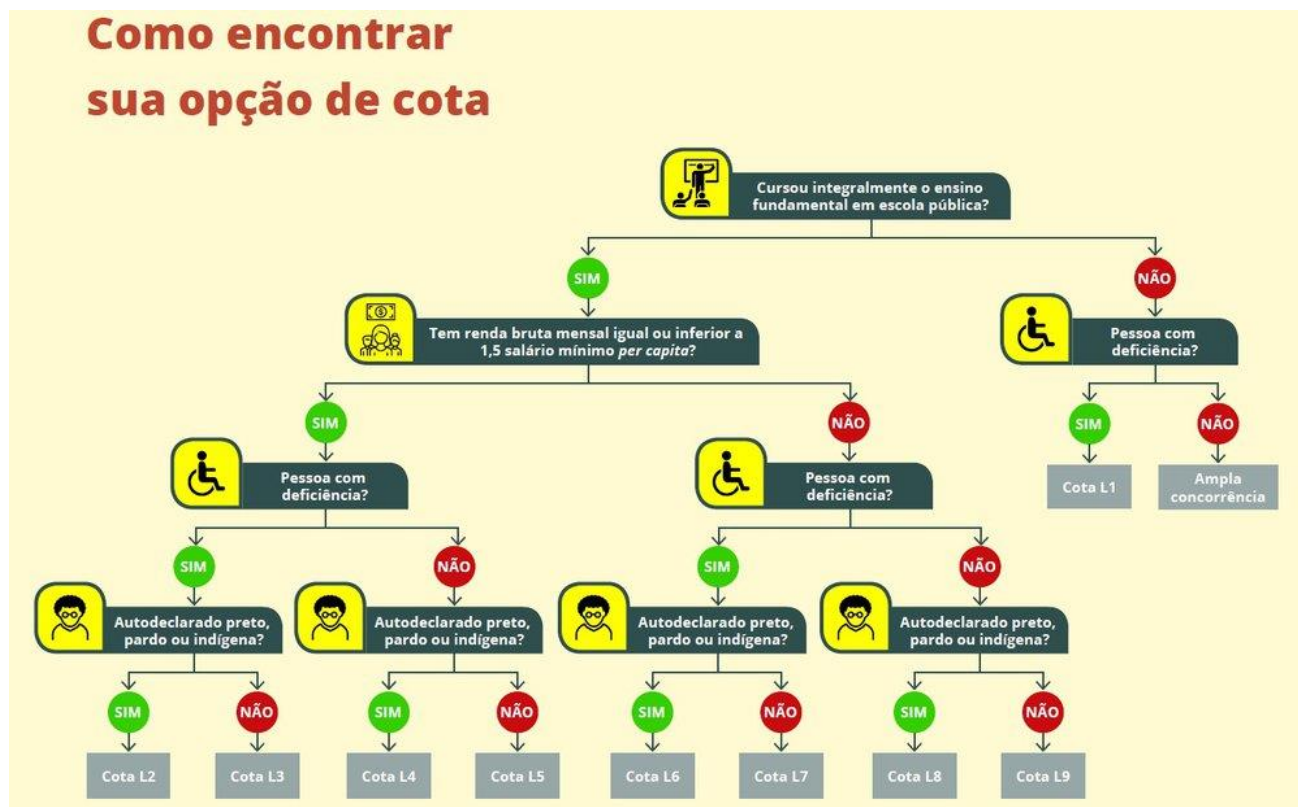 Como encontrar
sua opção de cota
Cursou integralmente o ensino
fundamental em escola pública?
SIM
NÃO
Tem renda bruta mensal igual ou inferior a
1,5 salário mínimo per capita?
Pessoa com
deficiência?
SIM
NÃO
SIM
NÃO
Pessoa com
deficiência?
Pessoa com
deficiência?
Cota L1
Ampla
concorrência
SIM
NÃO
SIM
NÃO
Autodeclarado preto,
pardo ou indígena?
Autodeclarado preto,
pardo ou indígena?
Autodeclarado preto,
pardo ou indígena?
Autodeclarado preto,
pardo ou indígena?
SIM
NÃO
SIM
NÃO
SIM
NÃO
SIM
NÃO
Cota L2
Cota L3
Cota L4
Cota L5
Cota L6
Cota L7
Cota L8
Cota L9